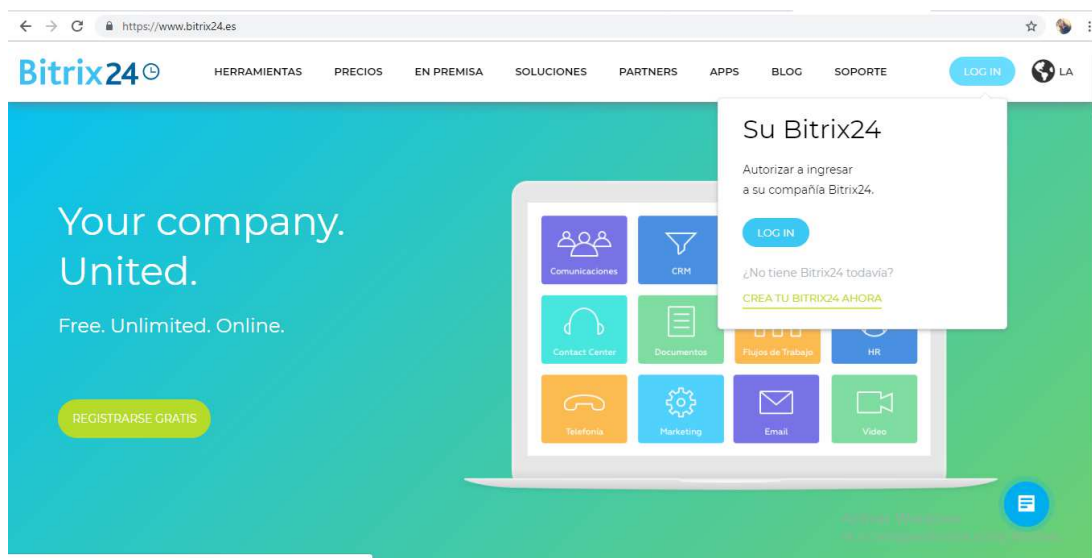 https://www.bitrix24.es
Bitrix24
HERRAMIENTAS PRECIOS EN PREMISA SOLUCIONES PARTNERS APPS BLOG SOPORTE LOG IN LA
Su Bitrix24
Autorizar a ingresar
a su compañía Bitrix24.
LOG IN
¿No tiene Bitrix24 todavía?
CREA TU BITRIX24 AHORA
Your company.
United.
Free. Unlimited. Online.
REGISTRARSE GRATIS
Comunicaciones CRM
Contact Center Documentos Flujos de Trabajo HR
Telefonía Marketing Email Video